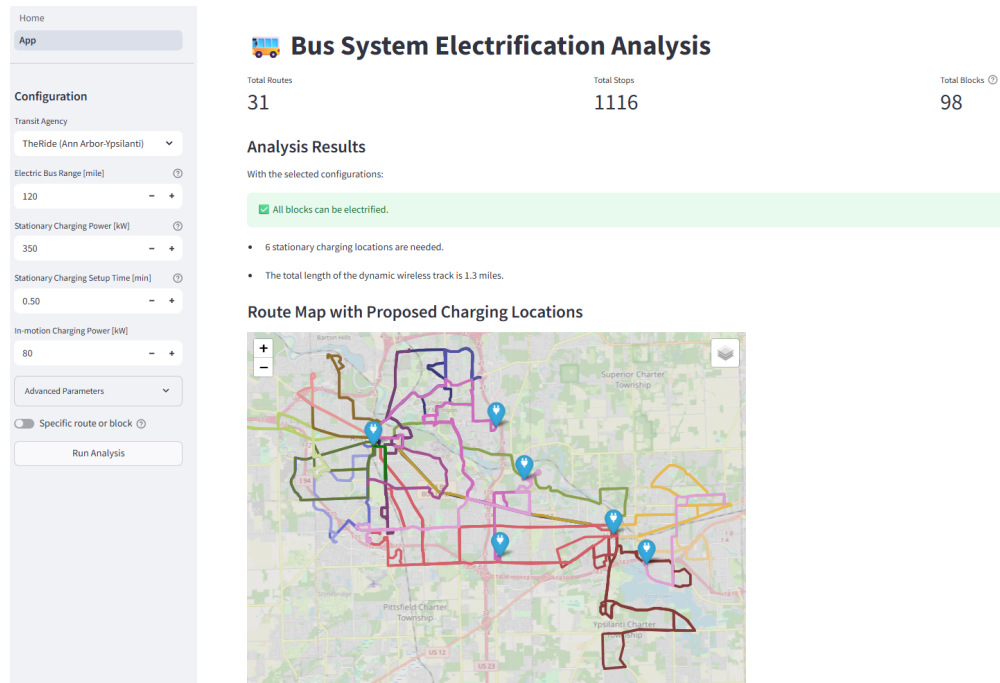 Home
App
Configuration
Transit Agency
TheRide (Ann Arbor-Ypsilanti)
Electric Bus Range [mile]
120
Stationary Charging Power [kW]
350
Stationary Charging Setup Time [min]
0.50
In-motion Charging Power [kW]
80
Advanced Parameters
Specific route or block
Run Analysis
Bus System Electrification Analysis
Total Routes
31
Total Stops
1116
Total Blocks
98
Analysis Results
With the selected configurations:
All blocks can be electrified.
6 stationary charging locations are needed.
The total length of the dynamic wireless track is 1.3 miles.
Route Map with Proposed Charging Locations
+
−
Barton Hills
Superior Charter
Township
I 94
Pittsfield Charter
Township
Ypsilanti Charter
Township
US 12
US 23